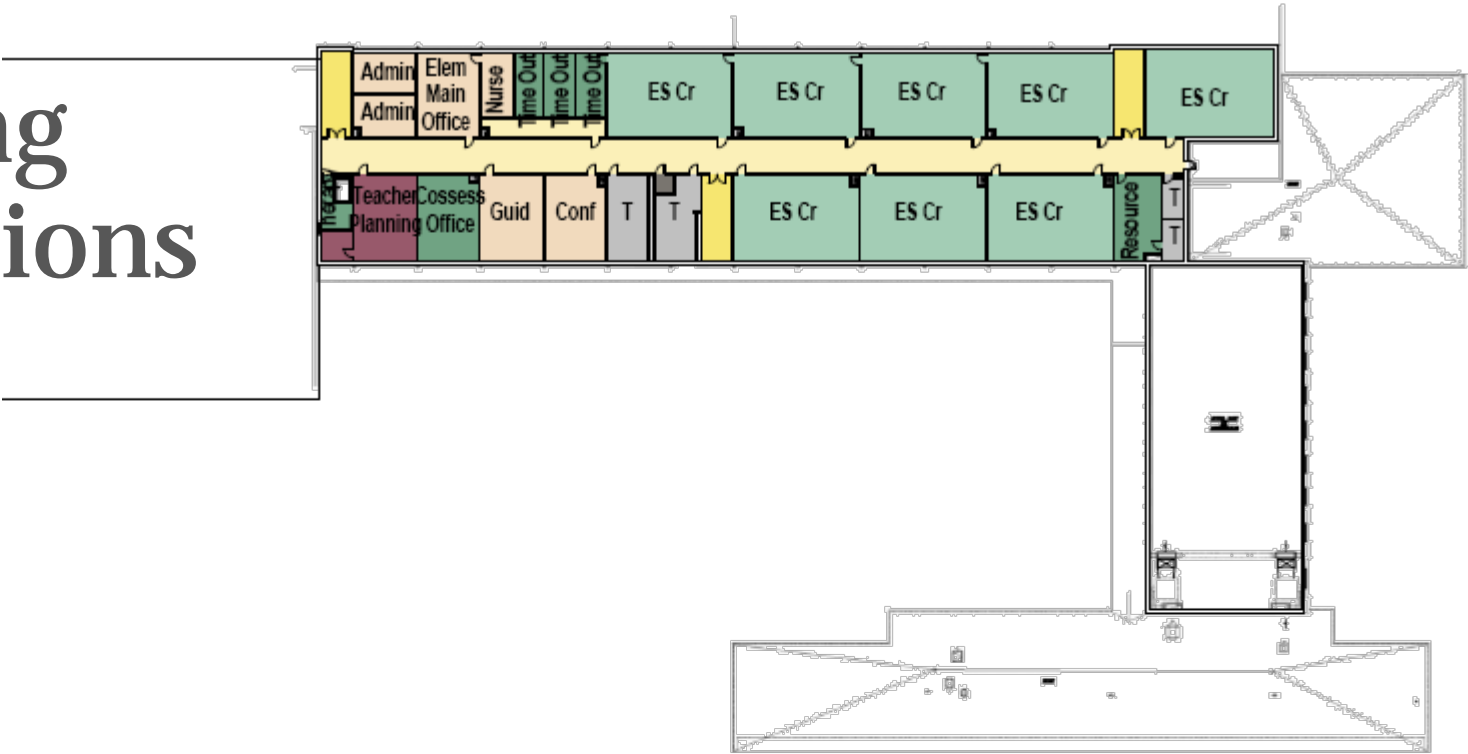 ng
ions
Admin
Admin
Elem
Main
Office
Nurse
Time Out
Time Out
Time Out
ES Cr
ES Cr
ES Cr
ES Cr
ES Cr
Teacher
Planning
Cossess
Office
Guid
Conf
T
T
ES Cr
ES Cr
ES Cr
Resource
T
T